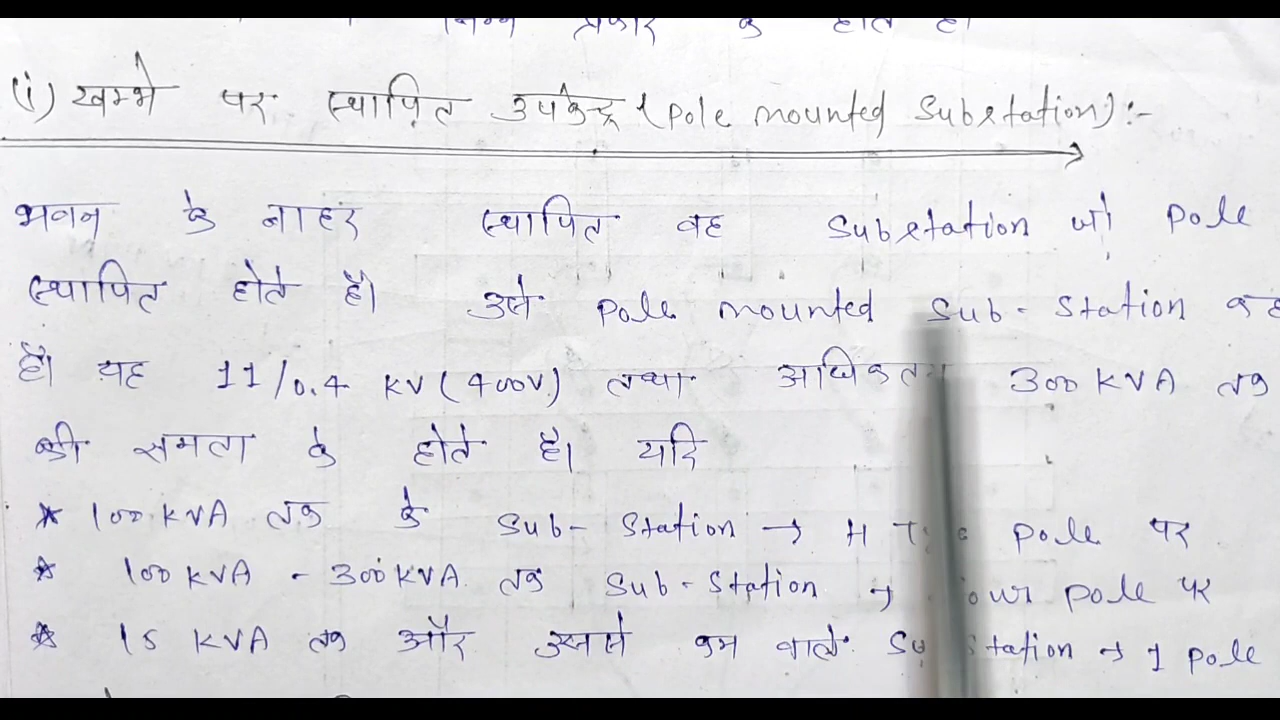 निम्न प्रकार के होते है।
(i) खम्भे पर स्थापित उपकेन्द्र (Pole mounted Substation) :-
भवन के बाहर स्थापित वह Substation जो Pole
स्थापित होते है। उसे Pole mounted Sub-Station
है। यह 11/0.4 KV (400V) तथा 300 KVA तक
की क्षमता के होते है। यदि
* 100 KVA तक के Sub-Station → H Pole पर
* 100 KVA - 300 KVA तक Sub-Station → Pole पर
* 15 KVA तक और उससे कम वाले → 1 Pole